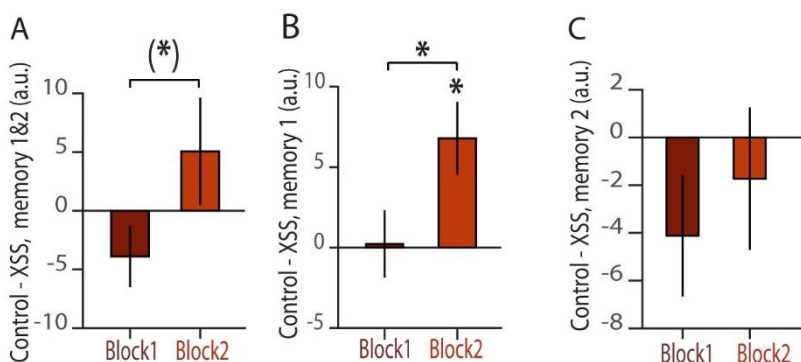 A
Control - XSS, memory 1&2 (a.u.)
10
5
0
-5
-10
(*)
Block1 Block2
B
Control - XSS, memory 1 (a.u.)
10
5
0
-5
*
*
Block1 Block2
C
Control - XSS, memory 2 (a.u.)
2
0
-2
-4
-6
-8
Block1 Block2